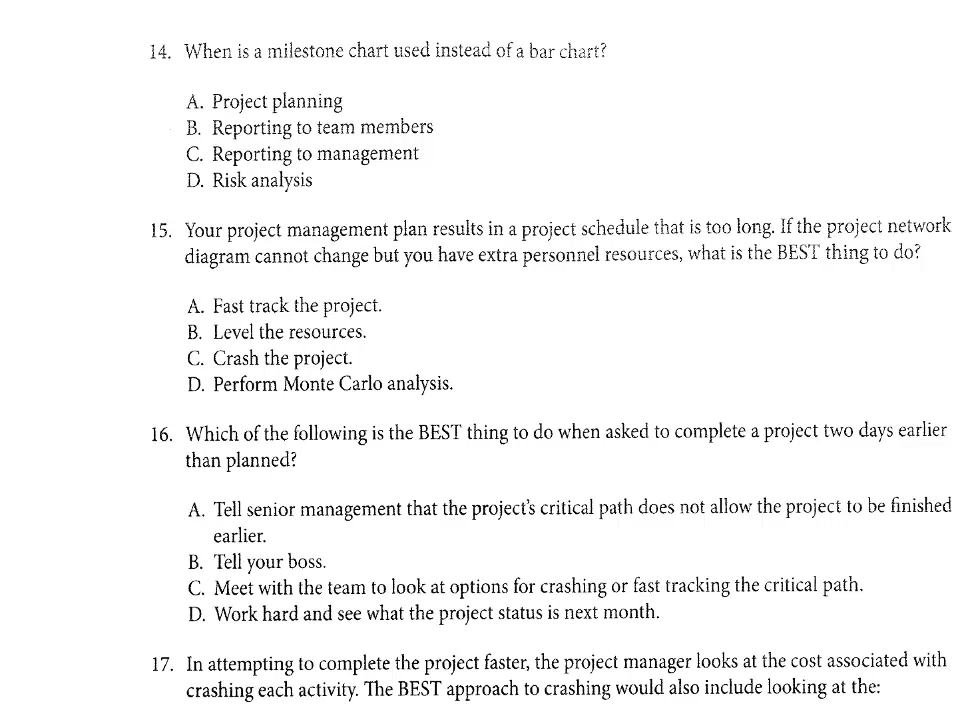 14. When is a milestone chart used instead of a bar chart?
A. Project planning
B. Reporting to team members
C. Reporting to management
D. Risk analysis
15. Your project management plan results in a project schedule that is too long. If the project network
diagram cannot change but you have extra personnel resources, what is the BEST thing to do?
A. Fast track the project.
B. Level the resources.
C. Crash the project.
D. Perform Monte Carlo analysis.
16. Which of the following is the BEST thing to do when asked to complete a project two days earlier
than planned?
A. Tell senior management that the project's critical path does not allow the project to be finished
earlier.
B. Tell your boss.
C. Meet with the team to look at options for crashing or fast tracking the critical path.
D. Work hard and see what the project status is next month.
17. In attempting to complete the project faster, the project manager looks at the cost associated with
crashing each activity. The BEST approach to crashing would also include looking at the: